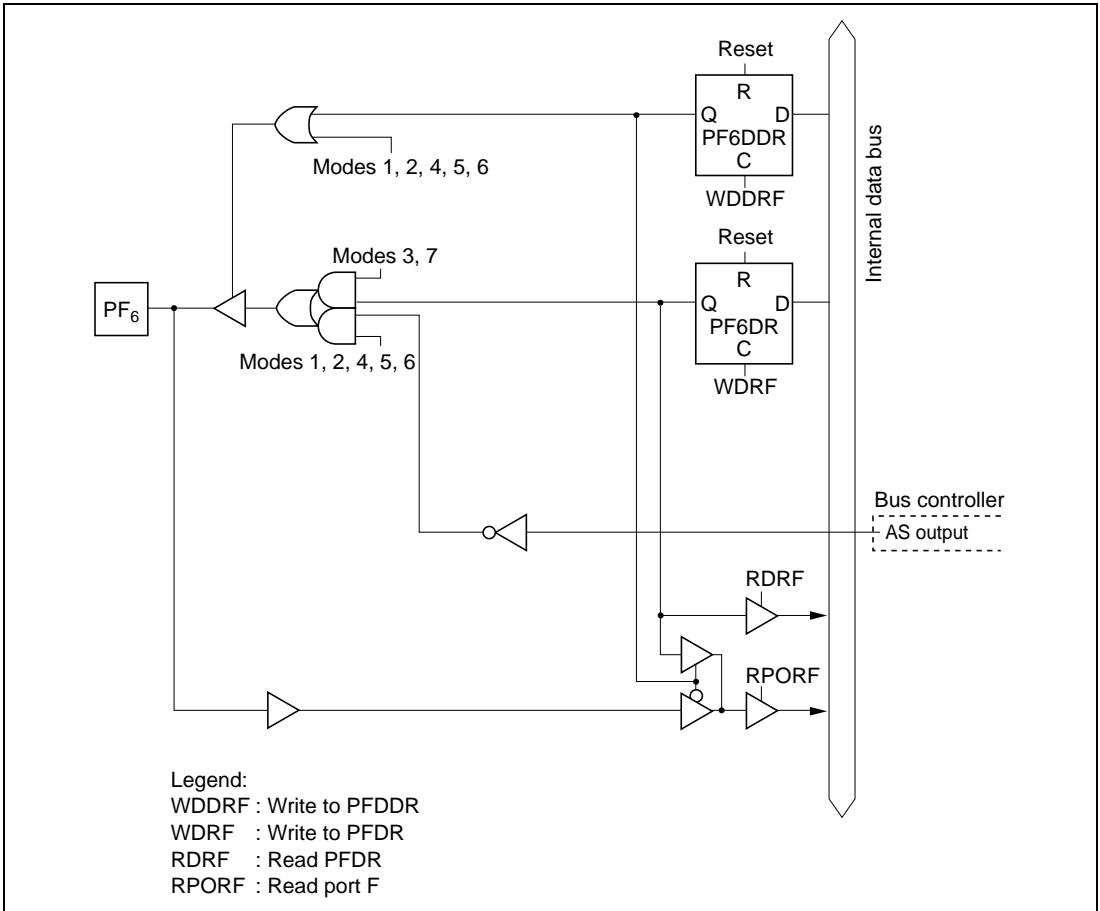 Reset
R
Q D
PF6DDR
C
WDDRF
Modes 1, 2, 4, 5, 6
Internal data bus
Reset
R
Q D
PF6DR
C
WDRF
Modes 3, 7
PF6
Modes 1, 2, 4, 5, 6
Bus controller
AS output
RDRF
RPORF
Legend:
WDDRF : Write to PFDDR
WDRF : Write to PFDR
RDRF : Read PFDR
RPORF : Read port F